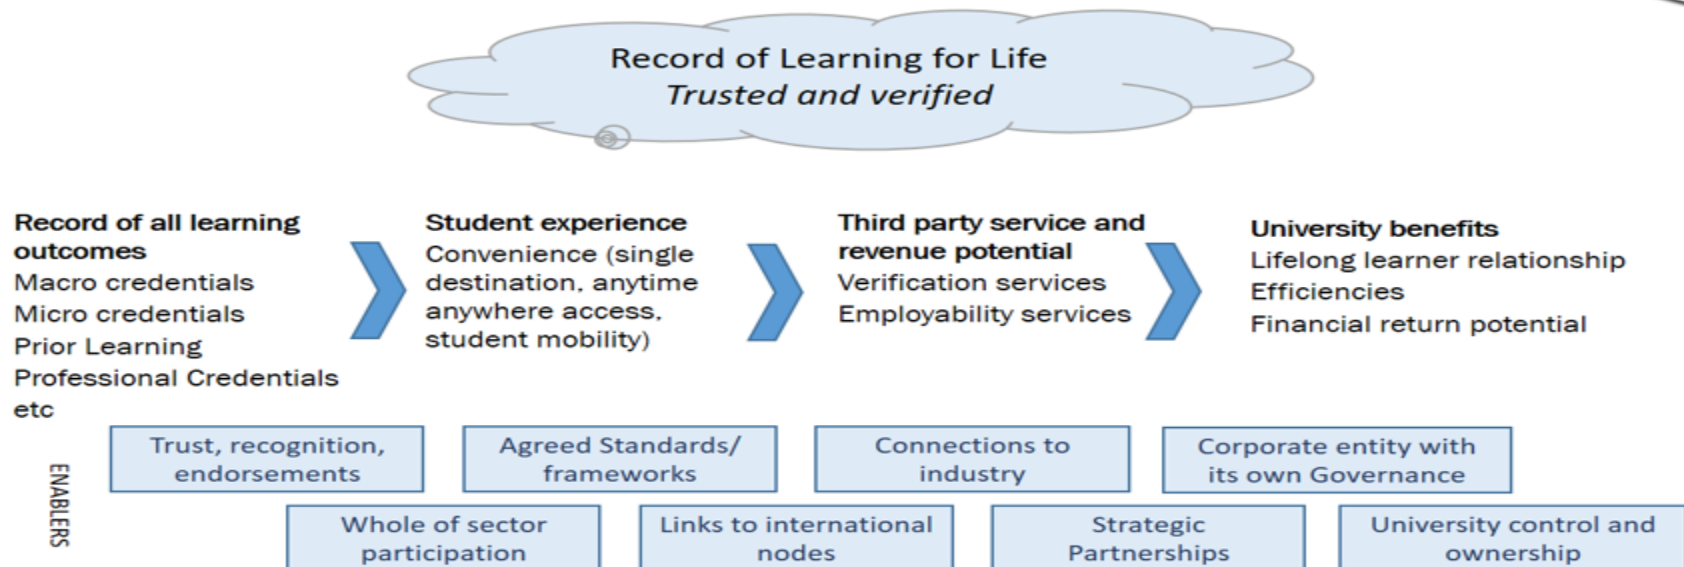 Record of Learning for Life
Trusted and verified
Record of all learning
outcomes
Macro credentials
Micro credentials
Prior Learning
Professional Credentials
etc
Student experience
Convenience (single
destination, anytime
anywhere access,
student mobility)
Third party service and
revenue potential
Verification services
Employability services
University benefits
Lifelong learner relationship
Efficiencies
Financial return potential
ENABLERS
Trust, recognition,
endorsements
Agreed Standards/
frameworks
Connections to
industry
Corporate entity with
its own Governance
Whole of sector
participation
Links to international
nodes
Strategic
Partnerships
University control and
ownership